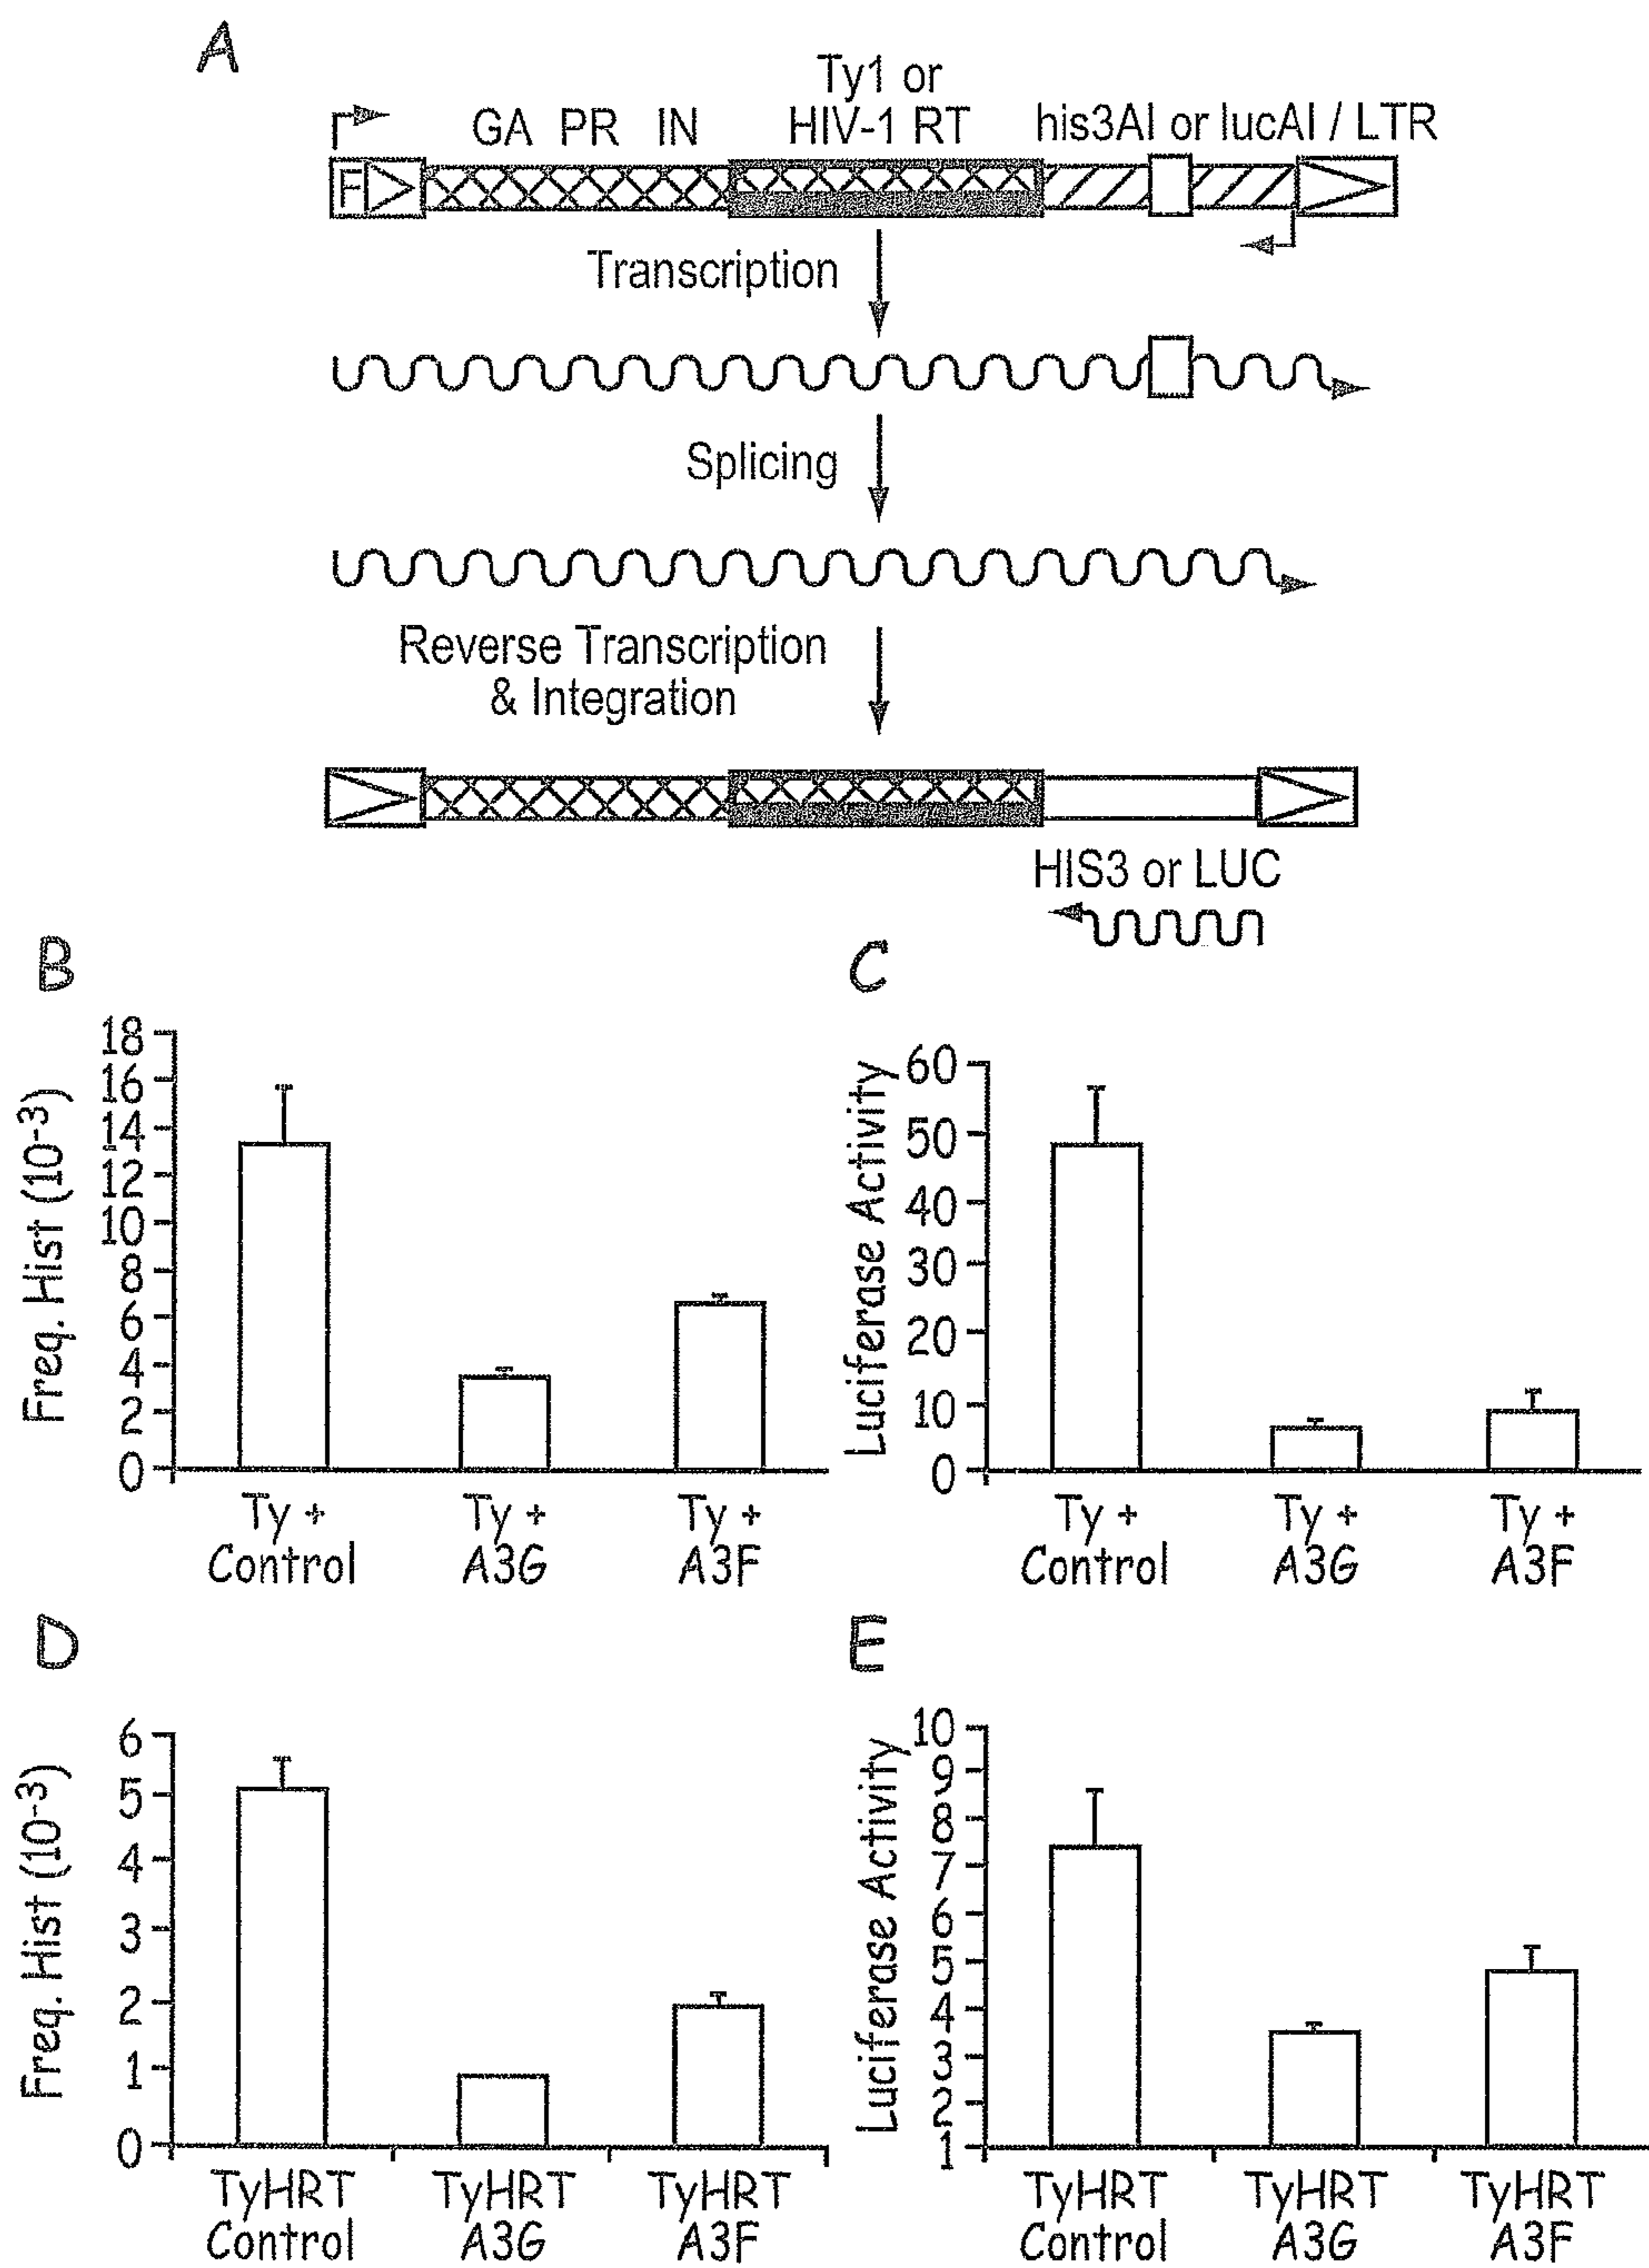 A
Ty1 or
GA PR IN HIV-1 RT his3AI or lucAI / LTR
F
Transcription
Splicing
Reverse Transcription
& Integration
HIS3 or LUC
B
Freq. Hist (10-3)
18
16
14
12
10
8
6
4
2
0
Ty + Ty + Ty +
Control A3G A3F
C
Luciferase Activity
60
50
40
30
20
10
0
Ty + Ty + Ty +
Control A3G A3F
D
Freq. Hist (10-3)
6
5
4
3
2
1
0
TyHRT TyHRT TyHRT
Control A3G A3F
E
Luciferase Activity
10
9
8
7
6
5
4
3
2
1
TyHRT TyHRT TyHRT
Control A3G A3F